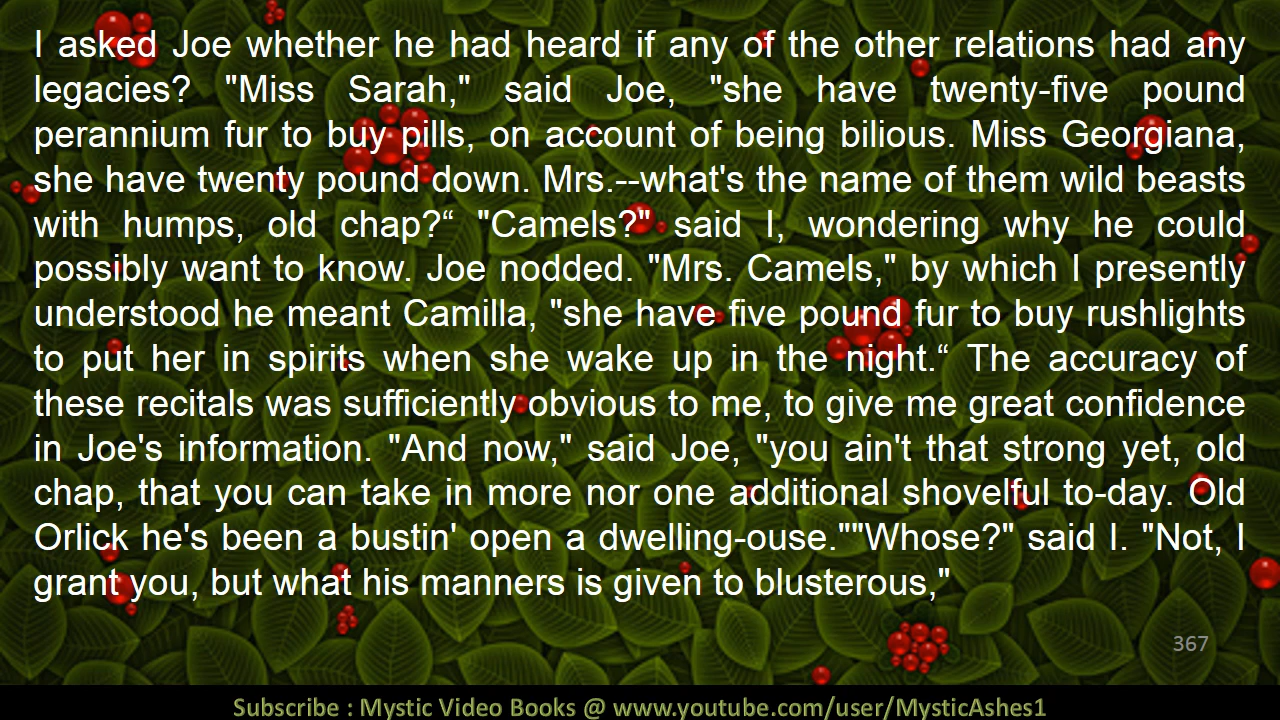 I asked Joe whether he had heard if any of the other relations had any
legacies? "Miss Sarah," said Joe, "she have twenty-five pound
perannium fur to buy pills, on account of being bilious. Miss Georgiana,
she have twenty pound down. Mrs.--what's the name of them wild beasts
with humps, old chap?“ "Camels?" said I, wondering why he could
possibly want to know. Joe nodded. "Mrs. Camels," by which I presently
understood he meant Camilla, "she have five pound fur to buy rushlights
to put her in spirits when she wake up in the night.“ The accuracy of
these recitals was sufficiently obvious to me, to give me great confidence
in Joe's information. "And now," said Joe, "you ain't that strong yet, old
chap, that you can take in more nor one additional shovelful to-day. Old
Orlick he's been a bustin' open a dwelling-ouse.""Whose?" said I. "Not, I
grant you, but what his manners is given to blusterous,"
367
Subscribe : Mystic Video Books @ www.youtube.com/user/MysticAshes1